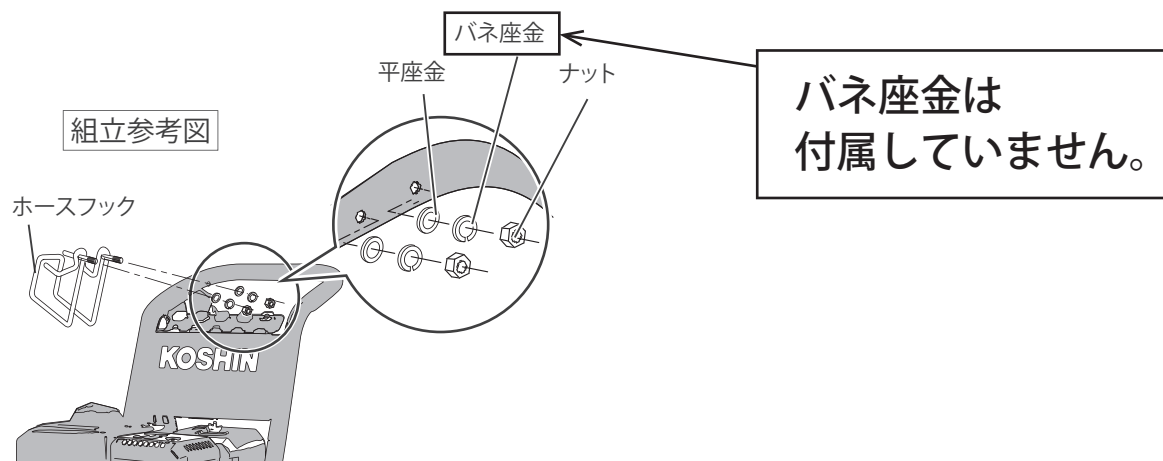 バネ座金
平座金
ナット
バネ座金は
付属していません。
組立参考図
ホースフック
KOSHIN